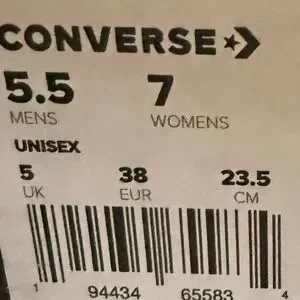 CONVERSE
5.5 7
MENS WOMENS
UNISEX
5 38 23.5
UK EUR CM
1 94434 65583 4